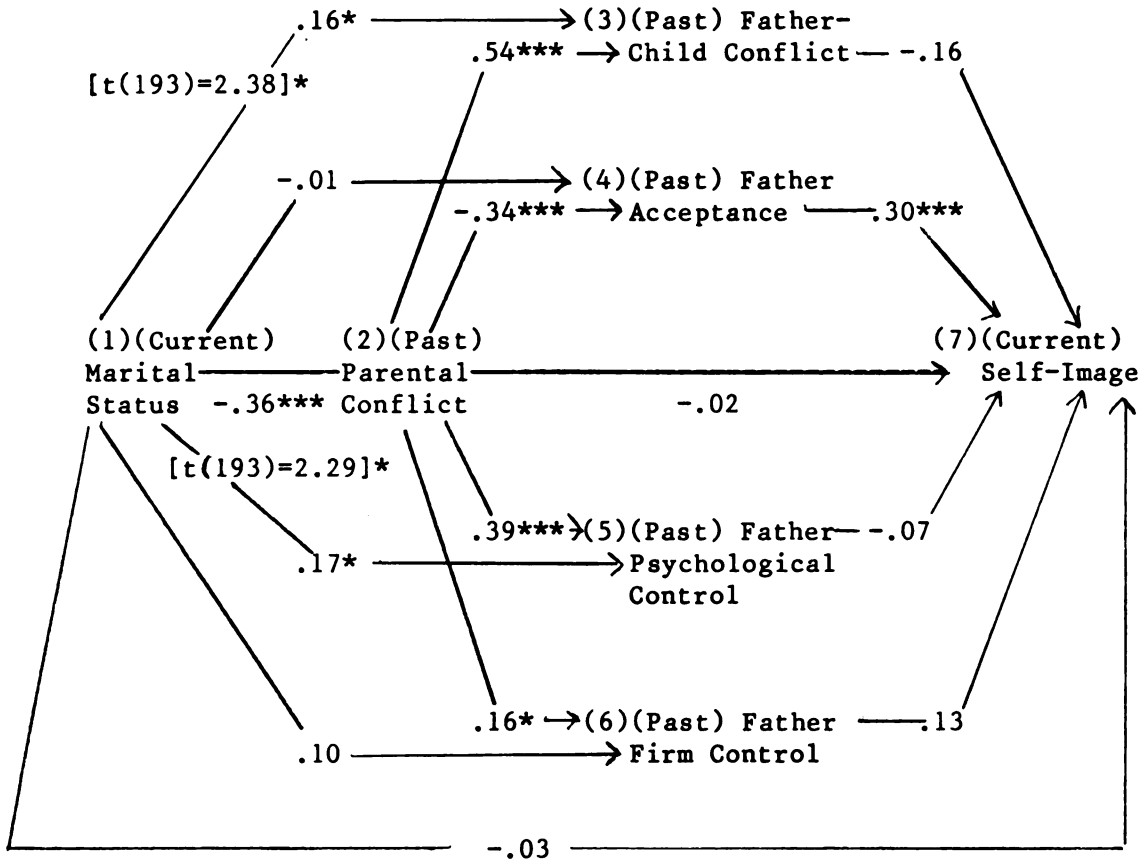 .16* (3)(Past) Father-
.54*** Child Conflict -.16
[t(193)=2.38]*
-.01 (4)(Past) Father
-.34*** Acceptance .30***
(1)(Current) (2)(Past) (7)(Current)
Marital Parental Self-Image
Status -.36*** Conflict -.02
[t(193)=2.29]*
.39*** (5)(Past) Father -.07
.17* Psychological
Control
.16* (6)(Past) Father .13
.10 Firm Control
-.03